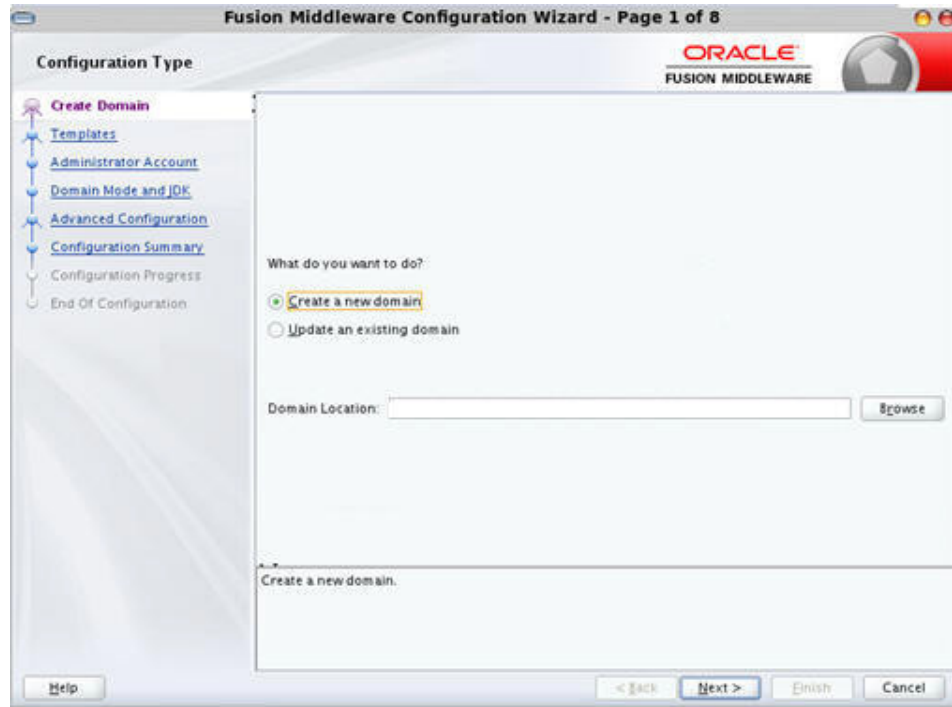 Fusion Middleware Configuration Wizard - Page 1 of 8
Configuration Type
ORACLE
FUSION MIDDLEWARE
Create Domain
Templates
Administrator Account
Domain Mode and JDK
Advanced Configuration
Configuration Summary
Configuration Progress
End Of Configuration
What do you want to do?
Create a new domain
Update an existing domain
Domain Location:
Browse
Create a new domain.
Help
< Back
Next >
Finish
Cancel